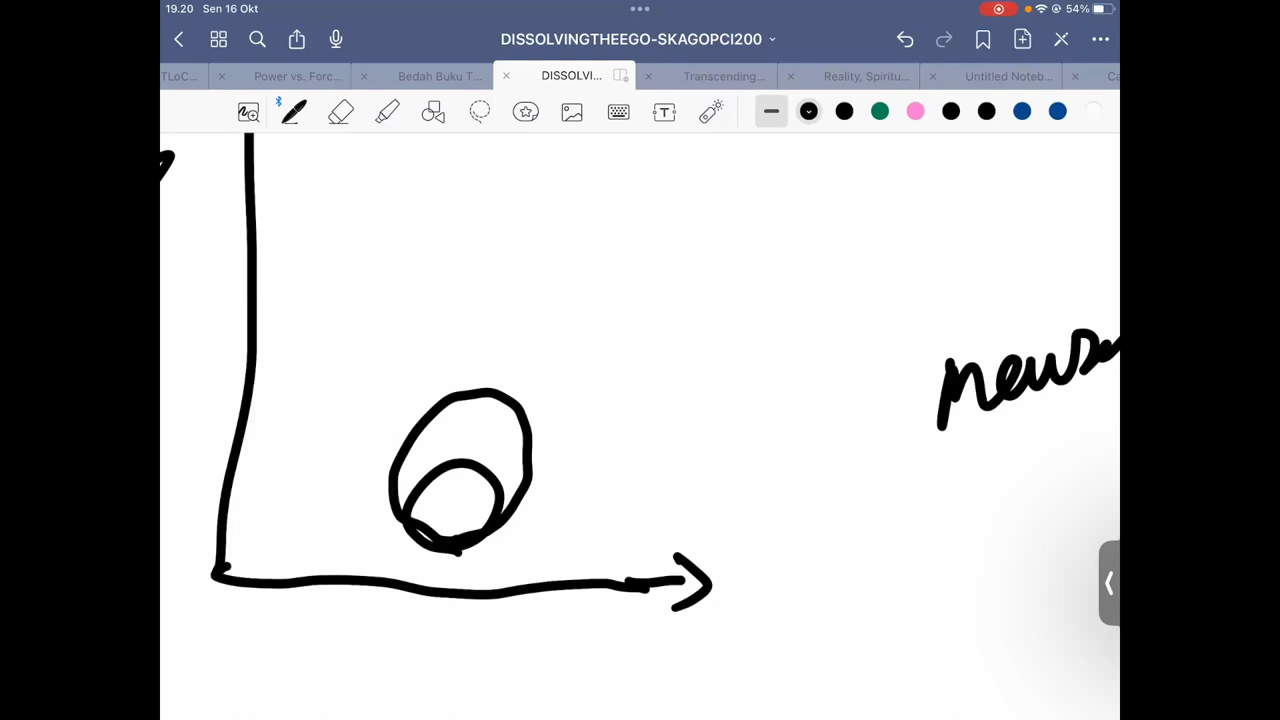 19.20 Sen 16 Okt
54%
DISSOLVINGTHEEGO-SKAGOPCI200
TLoC...
Power vs. Forc...
Bedah Buku T...
DISSOLVI...
Transcending...
Reality, Spiritu...
Untitled Noteb...
Ca